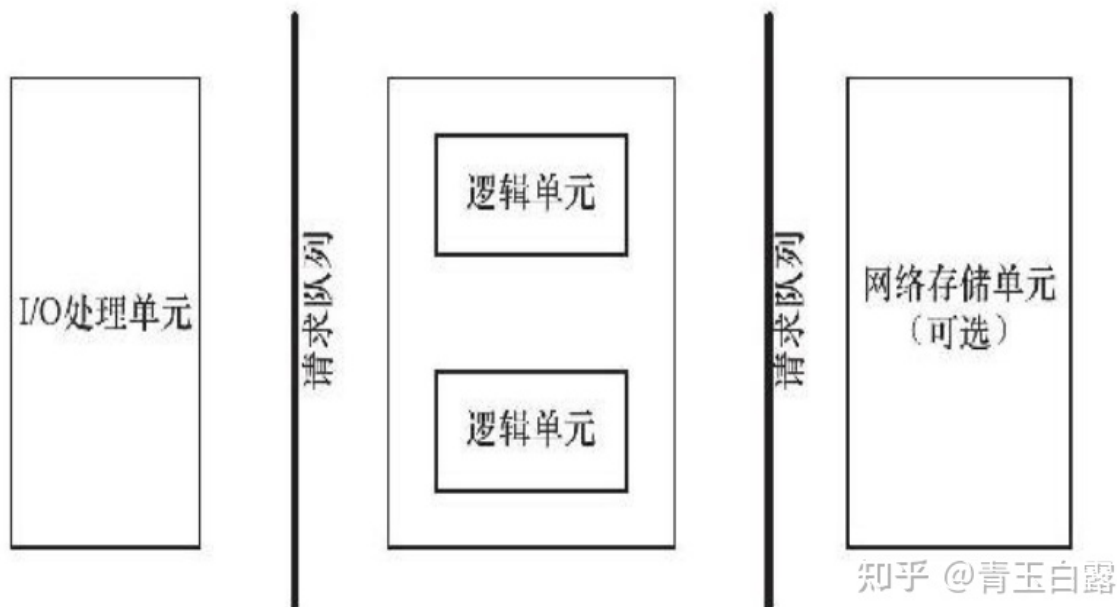 I/O处理单元
请求队列
逻辑单元
逻辑单元
请求队列
网络存储单元
（可选）
知乎 @青玉白露